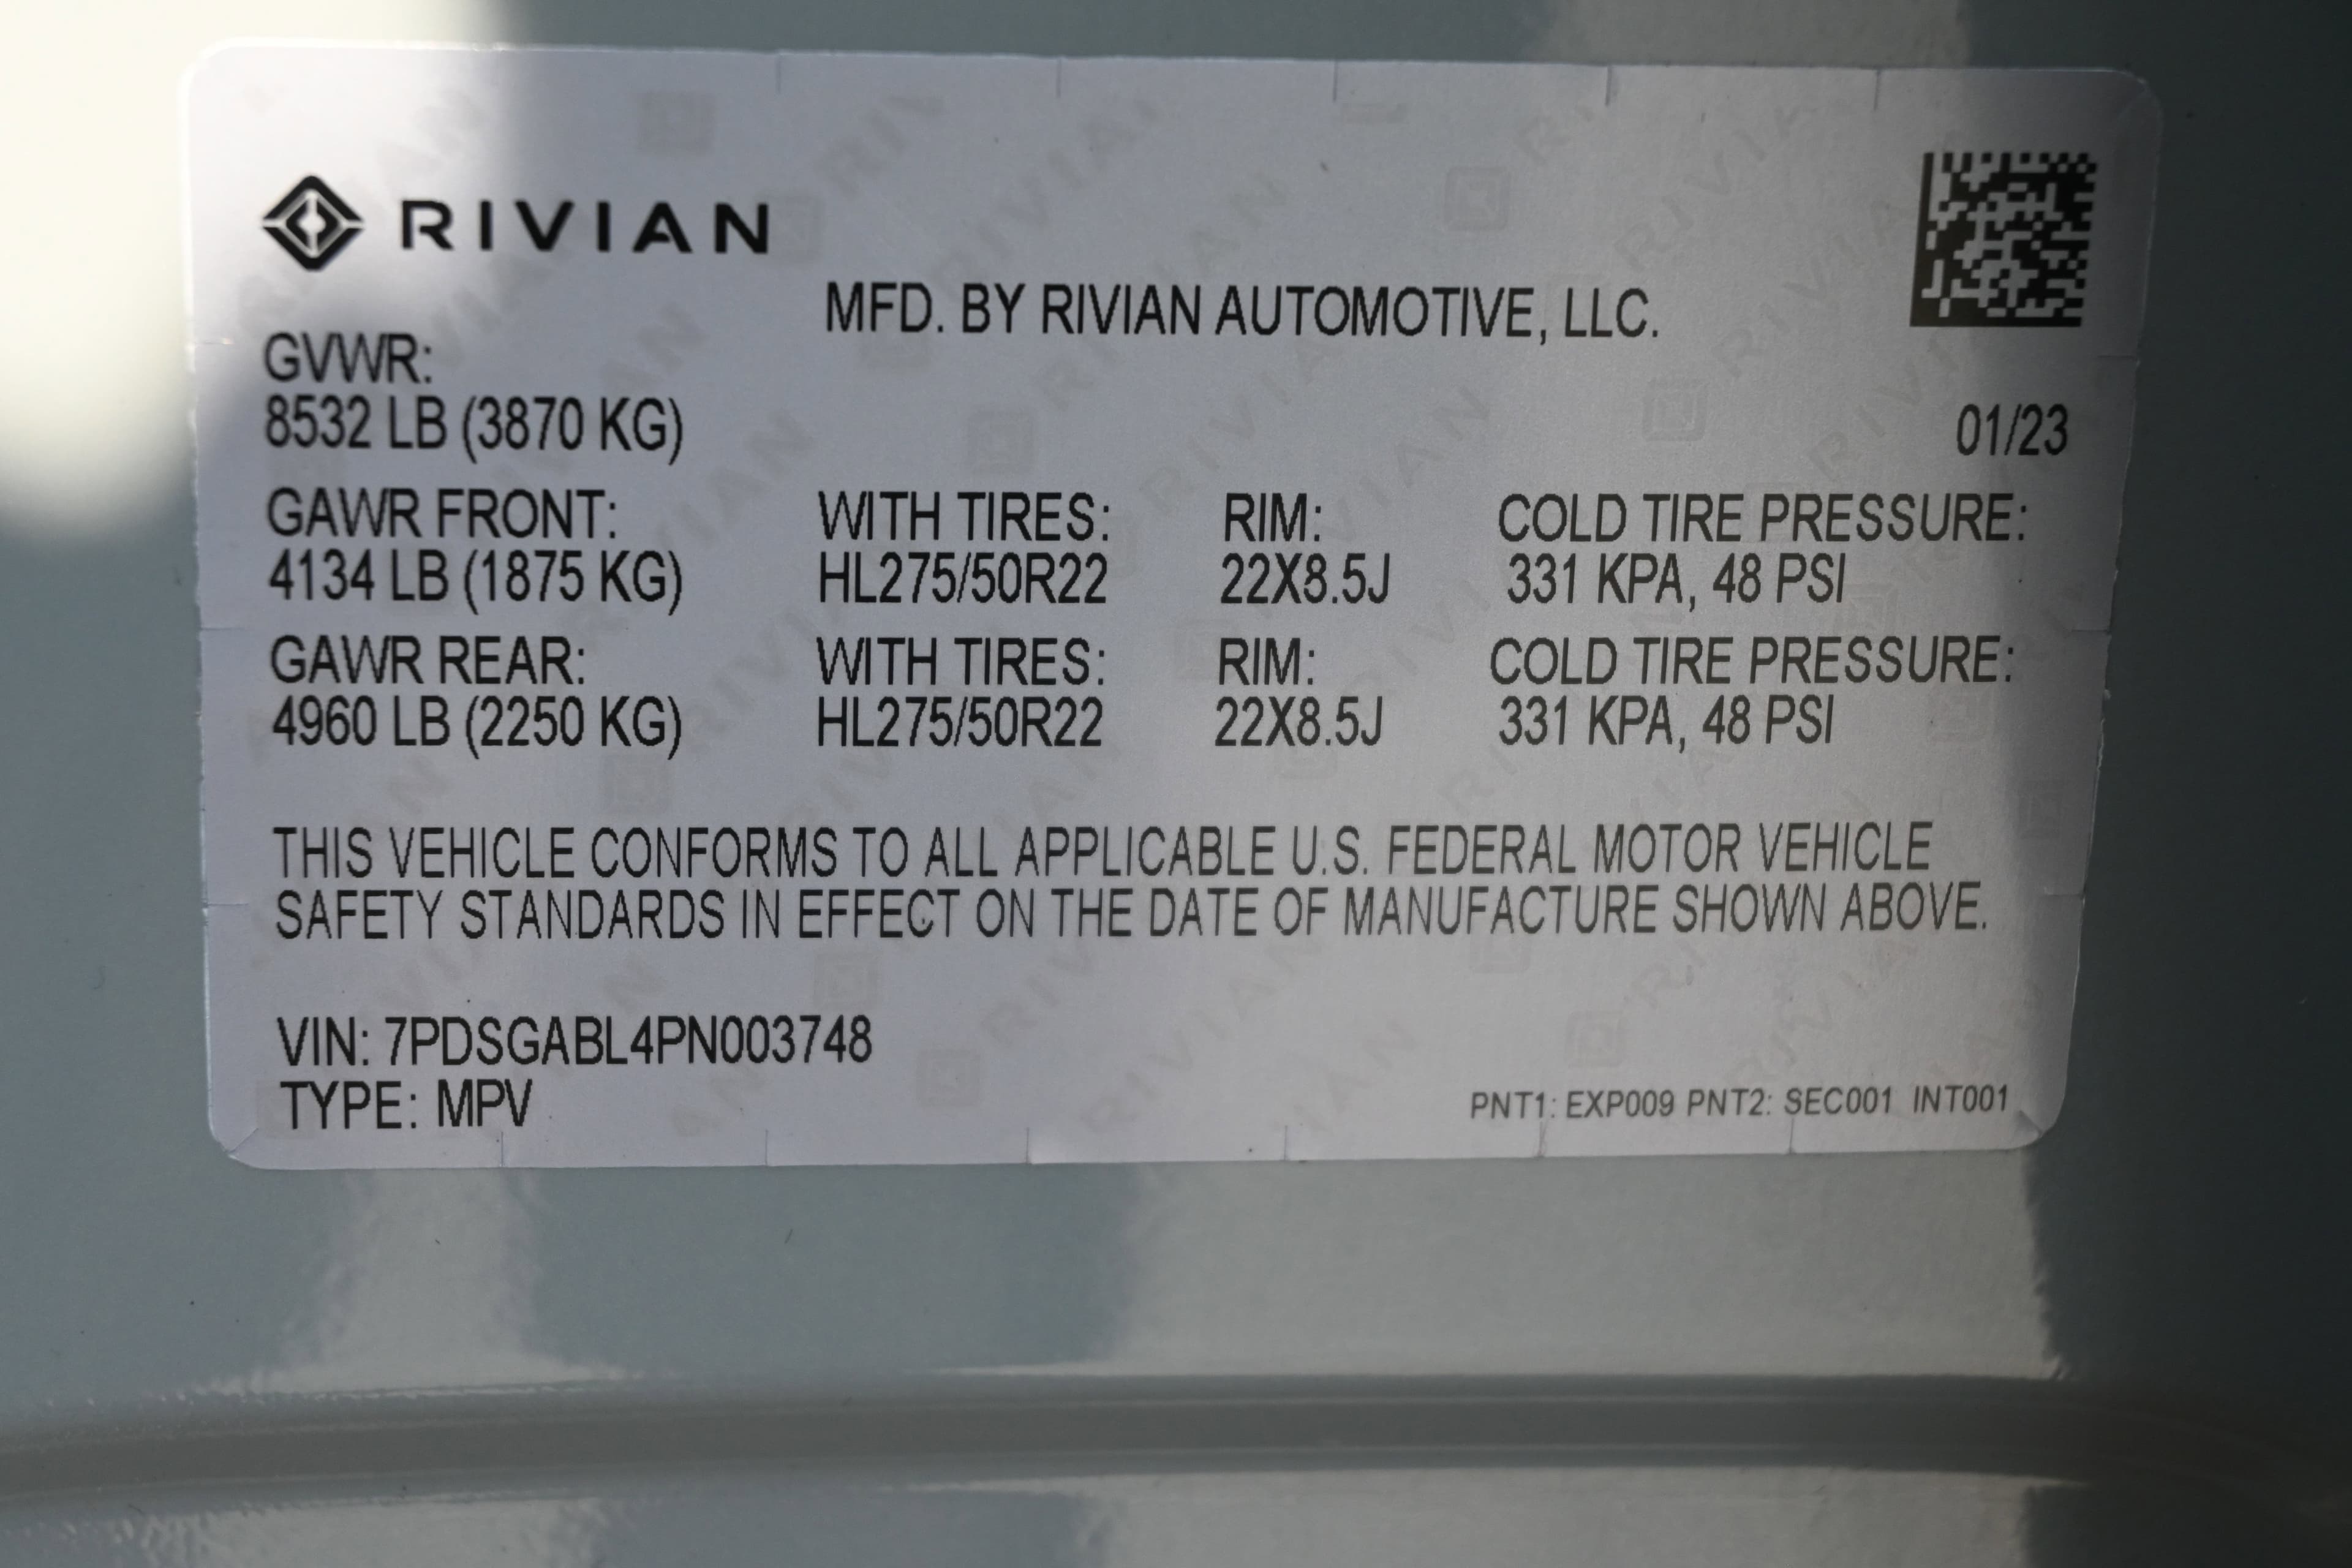 RIVIAN
MFD. BY RIVIAN AUTOMOTIVE, LLC.
GVWR:
8532 LB (3870 KG)
01/23
GAWR FRONT: WITH TIRES: RIM: COLD TIRE PRESSURE:
4134 LB (1875 KG) HL275/50R22 22X8.5J 331 KPA, 48 PSI
GAWR REAR: WITH TIRES: RIM: COLD TIRE PRESSURE:
4960 LB (2250 KG) HL275/50R22 22X8.5J 331 KPA, 48 PSI
THIS VEHICLE CONFORMS TO ALL APPLICABLE U.S. FEDERAL MOTOR VEHICLE
SAFETY STANDARDS IN EFFECT ON THE DATE OF MANUFACTURE SHOWN ABOVE.
VIN: 7PDSGABL4PN003748
TYPE: MPV
PNT1: EXP009 PNT2: SEC001 INT001